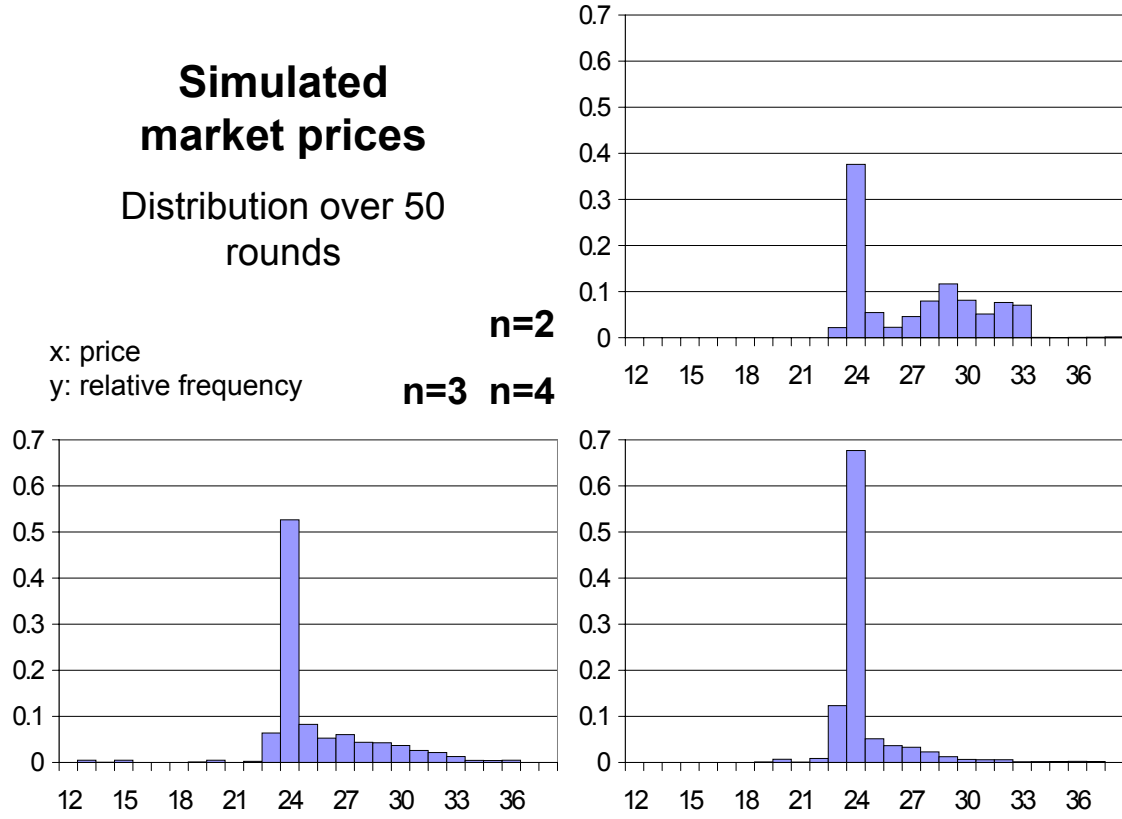 Simulated
market prices
Distribution over 50
rounds
x: price
y: relative frequency
n=2
n=3 n=4
0.7
0.6
0.5
0.4
0.3
0.2
0.1
0
12 15 18 21 24 27 30 33 36
0.7
0.6
0.5
0.4
0.3
0.2
0.1
0
12 15 18 21 24 27 30 33 36
0.7
0.6
0.5
0.4
0.3
0.2
0.1
0
12 15 18 21 24 27 30 33 36